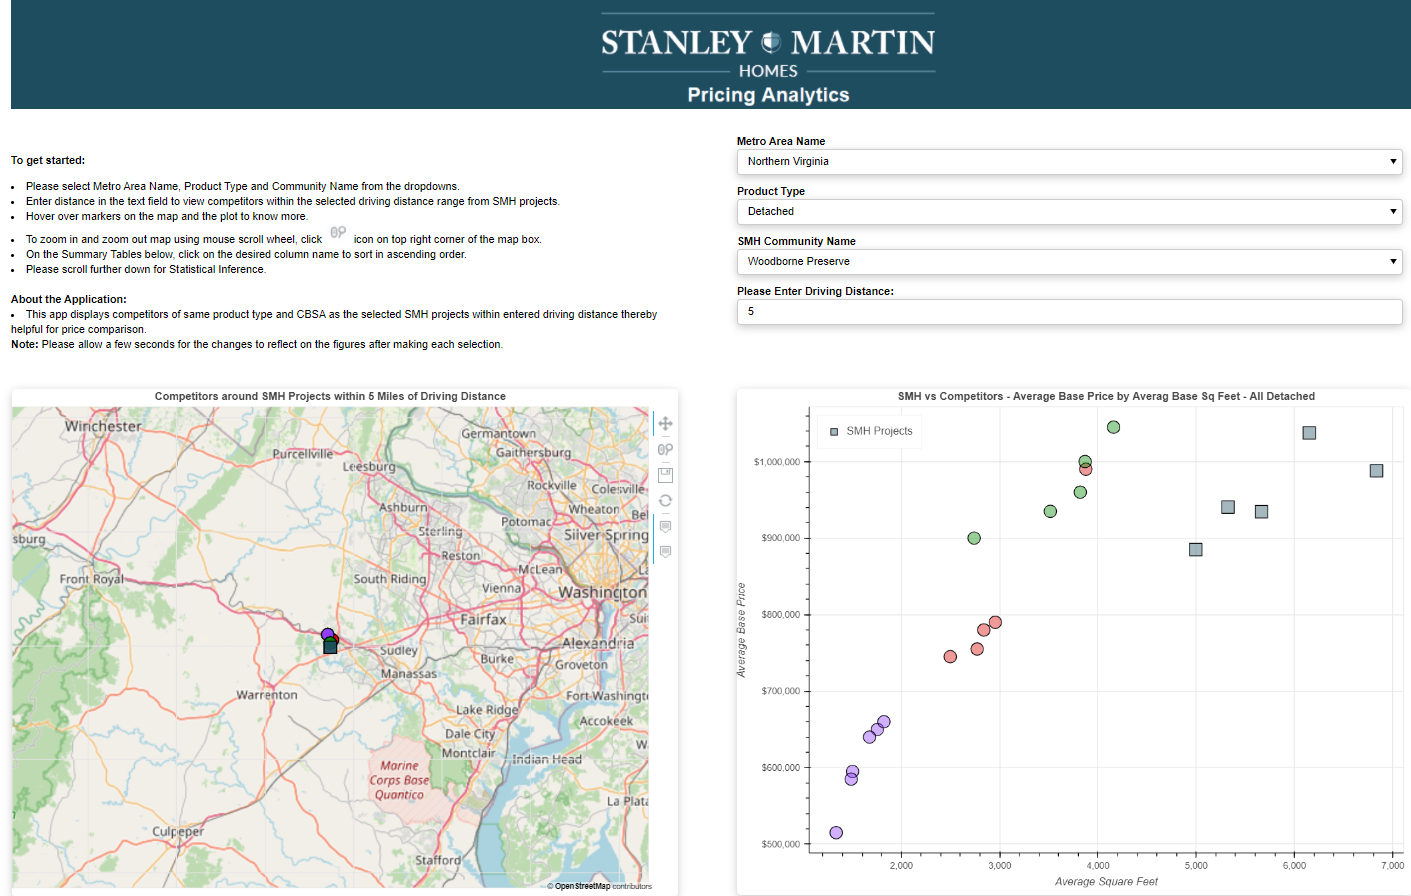 STANLEY MARTIN
HOMES
Pricing Analytics
To get started:
• Please select Metro Area Name, Product Type and Community Name from the dropdowns.
• Enter distance in the text field to view competitors within the selected driving distance range from SMH projects.
• Hover over markers on the map and the plot to know more.
• To zoom in and zoom out map using mouse scroll wheel, click icon on top right corner of the map box.
• On the Summary Tables below, click on the desired column name to sort in ascending order.
• Please scroll further down for Statistical Inference.
About the Application:
• This app displays competitors of same product type and CBSA as the selected SMH projects within entered driving distance thereby
helpful for price comparison.
Note: Please allow a few seconds for the changes to reflect on the figures after making each selection.
Metro Area Name
Northern Virginia
Product Type
Detached
SMH Community Name
Woodborne Preserve
Please Enter Driving Distance:
5
Competitors around SMH Projects within 5 Miles of Driving Distance
Winchester
Germantown
Purcellville
Gaithersburg
Leesburg
Rockville
Colesville
Ashburn
Wheaton
Bel
Potomac
Sterling
Silver Spring
sburg
Reston
McLean
Front Royal
South Riding
Vienna
Washington
Fairfax
Suit
Alexandria
Sudley
Burke
Groveton
Manassas
Warrenton
Fort Washingt
Lake Ridge
Accokeek
Dale City
W
Montclair
Indian Head
Marine
Corps Base
Quantico
La Plata
Culpeper
Stafford
© OpenStreetMap contributors
SMH vs Competitors - Average Base Price by Averag Base Sq Feet - All Detached
SMH Projects
$1,000,000
$900,000
$800,000
$700,000
$600,000
$500,000
Average Base Price
2,000
3,000
4,000
5,000
6,000
7,000
Average Square Feet